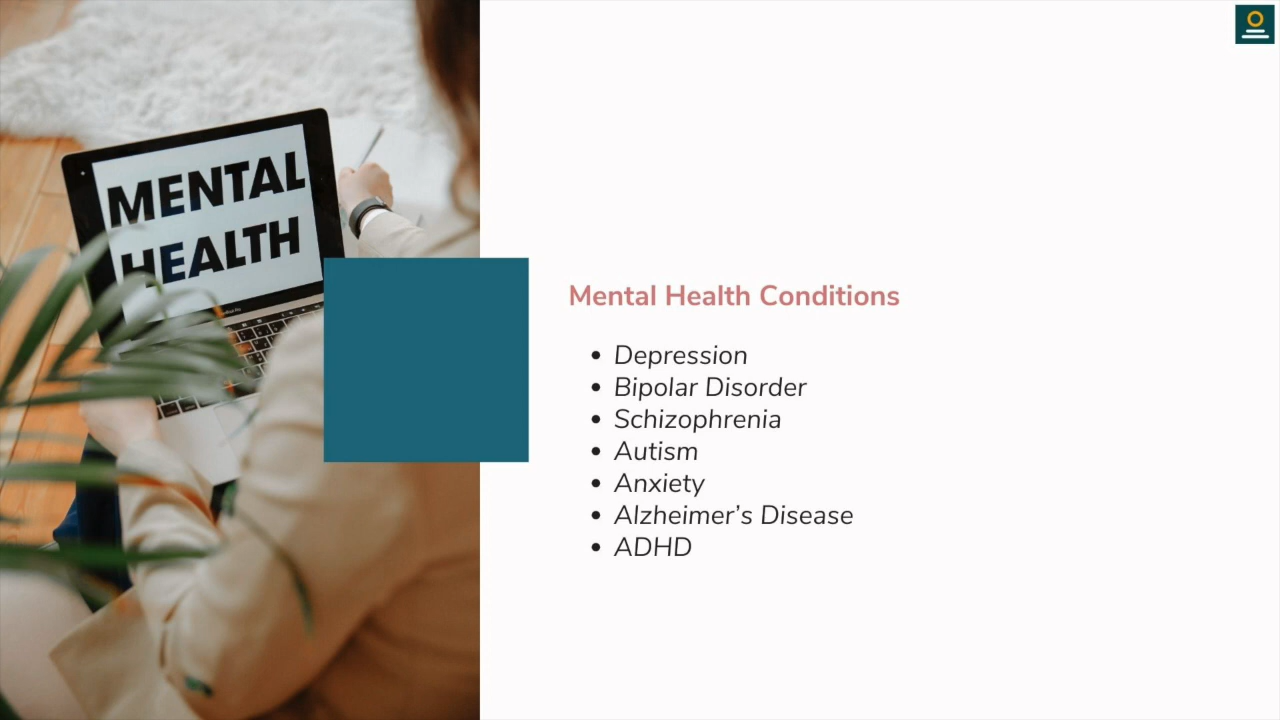 MENTAL
HEALTH
Mental Health Conditions
• Depression
• Bipolar Disorder
• Schizophrenia
• Autism
• Anxiety
• Alzheimer’s Disease
• ADHD